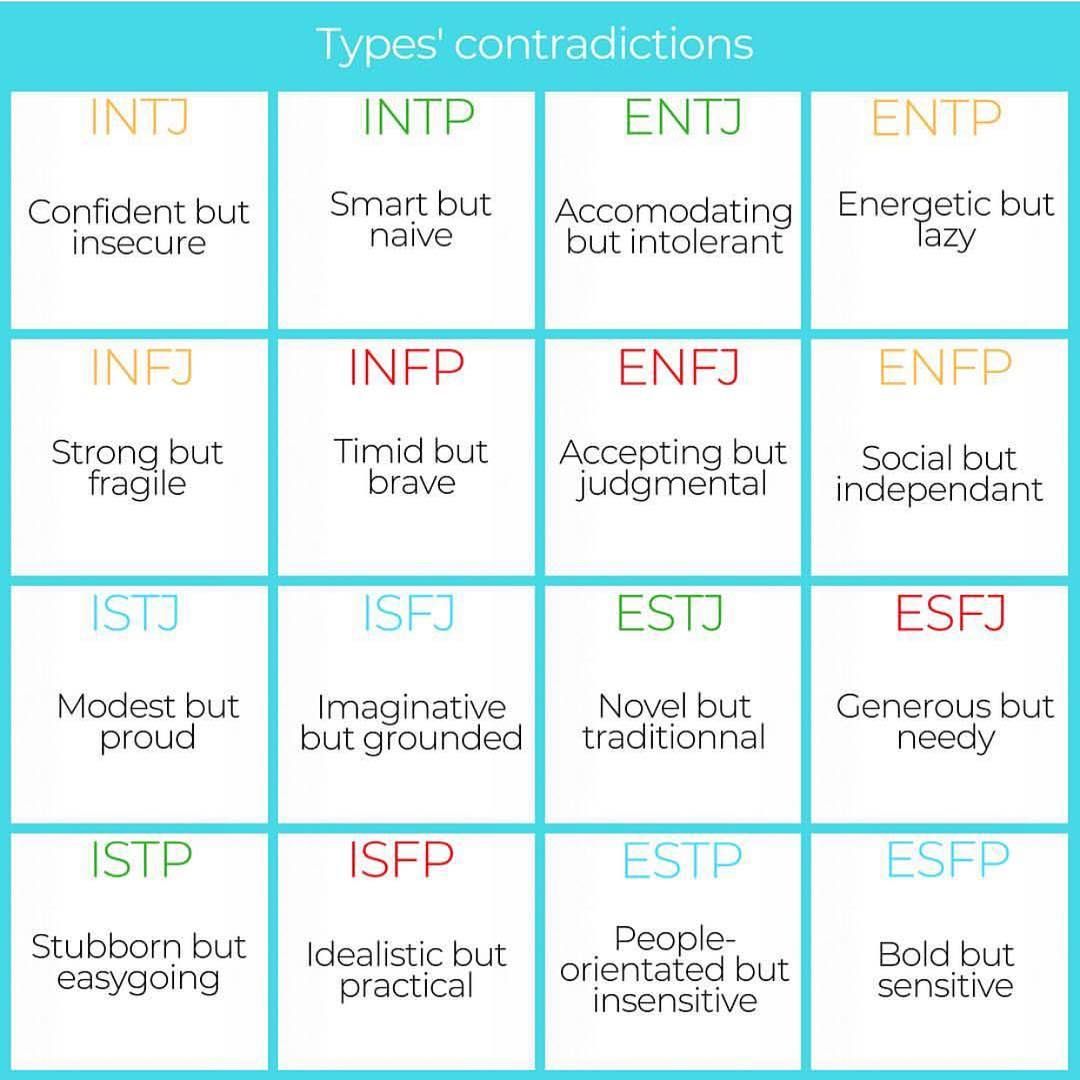 Types' contradictions
INTJ
Confident but
insecure
INTP
Smart but
naive
ENTJ
Accomodating
but intolerant
ENTP
Energetic but
lazy
INFJ
Strong but
fragile
INFP
Timid but
brave
ENFJ
Accepting but
judgmental
ENFP
Social but
independant
ISTJ
Modest but
proud
ISFJ
Imaginative
but grounded
ESTJ
Novel but
traditionnal
ESFJ
Generous but
needy
ISTP
Stubborn but
easygoing
ISFP
Idealistic but
practical
ESTP
People-
orientated but
insensitive
ESFP
Bold but
sensitive